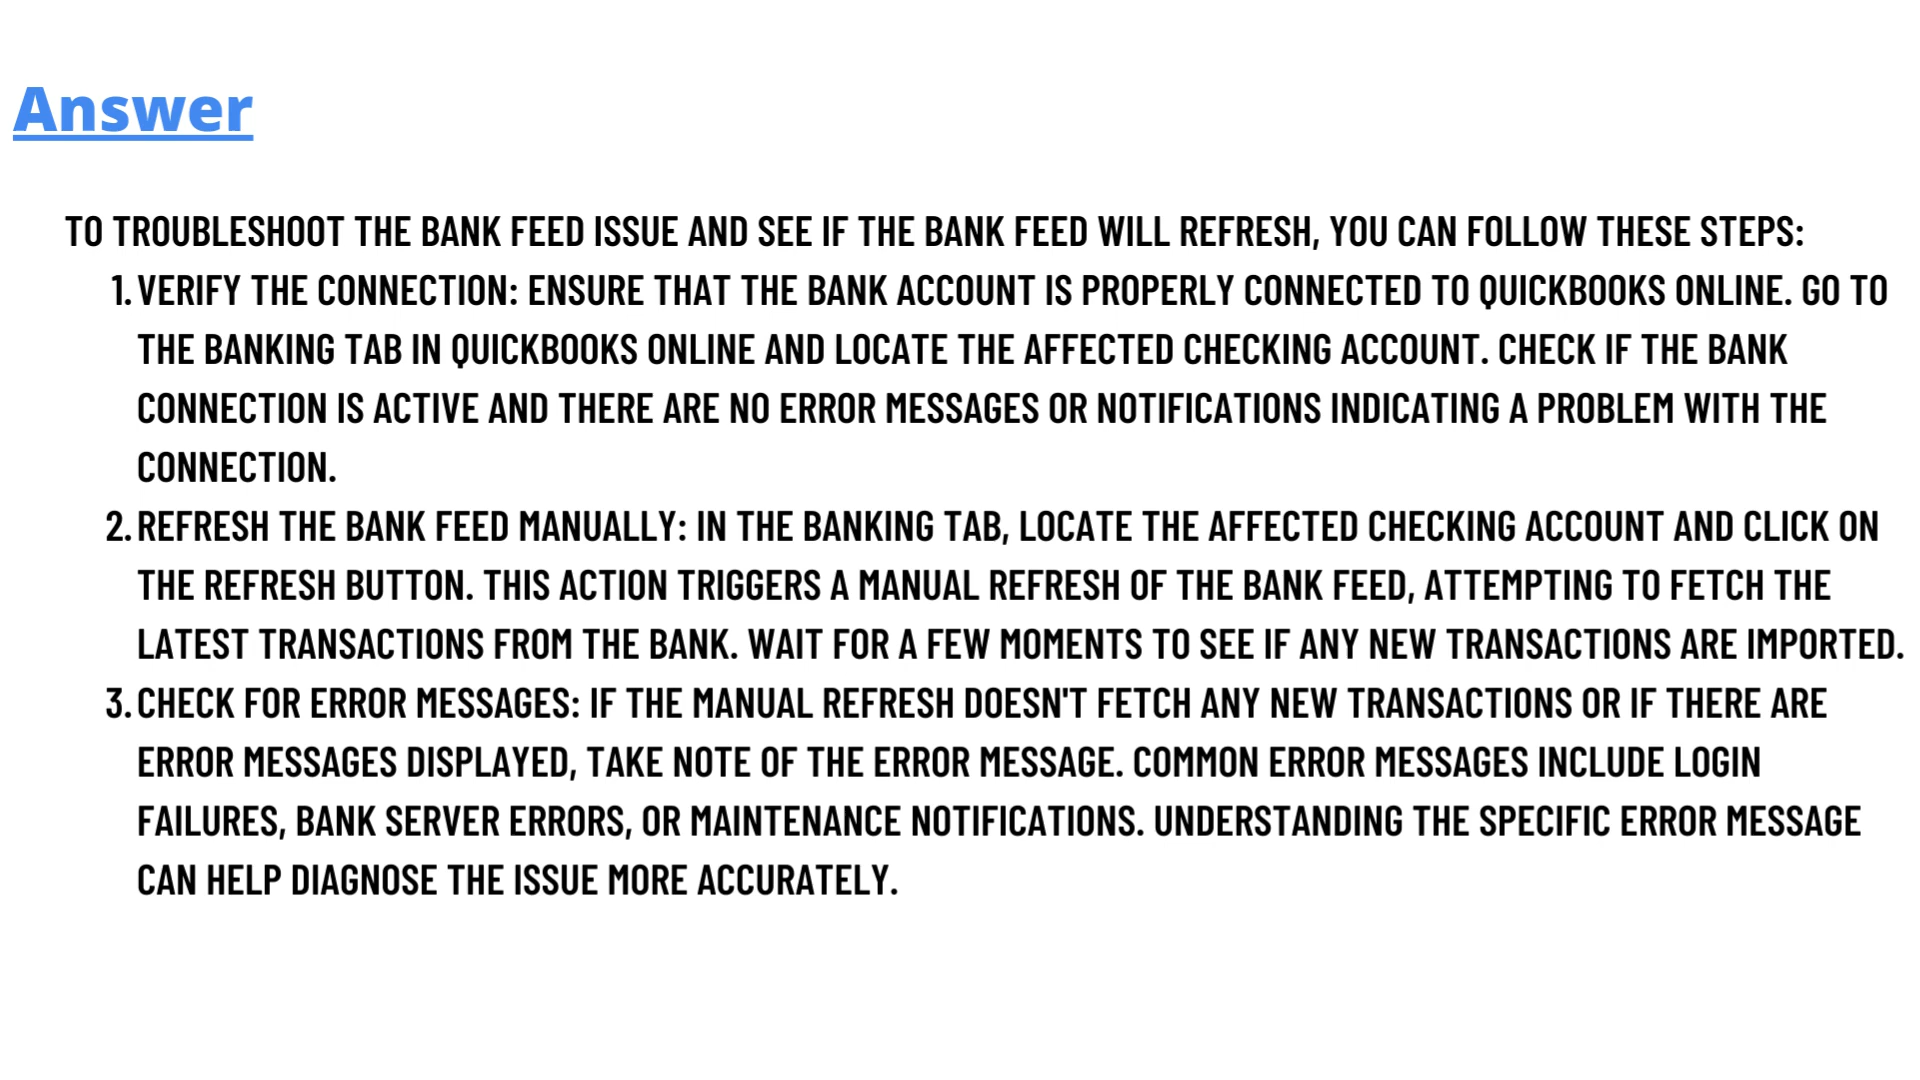 Answer
TO TROUBLESHOOT THE BANK FEED ISSUE AND SEE IF THE BANK FEED WILL REFRESH, YOU CAN FOLLOW THESE STEPS:
1. VERIFY THE CONNECTION: ENSURE THAT THE BANK ACCOUNT IS PROPERLY CONNECTED TO QUICKBOOKS ONLINE. GO TO
THE BANKING TAB IN QUICKBOOKS ONLINE AND LOCATE THE AFFECTED CHECKING ACCOUNT. CHECK IF THE BANK
CONNECTION IS ACTIVE AND THERE ARE NO ERROR MESSAGES OR NOTIFICATIONS INDICATING A PROBLEM WITH THE
CONNECTION.
2. REFRESH THE BANK FEED MANUALLY: IN THE BANKING TAB, LOCATE THE AFFECTED CHECKING ACCOUNT AND CLICK ON
THE REFRESH BUTTON. THIS ACTION TRIGGERS A MANUAL REFRESH OF THE BANK FEED, ATTEMPTING TO FETCH THE
LATEST TRANSACTIONS FROM THE BANK. WAIT FOR A FEW MOMENTS TO SEE IF ANY NEW TRANSACTIONS ARE IMPORTED.
3. CHECK FOR ERROR MESSAGES: IF THE MANUAL REFRESH DOESN'T FETCH ANY NEW TRANSACTIONS OR IF THERE ARE
ERROR MESSAGES DISPLAYED, TAKE NOTE OF THE ERROR MESSAGE. COMMON ERROR MESSAGES INCLUDE LOGIN
FAILURES, BANK SERVER ERRORS, OR MAINTENANCE NOTIFICATIONS. UNDERSTANDING THE SPECIFIC ERROR MESSAGE
CAN HELP DIAGNOSE THE ISSUE MORE ACCURATELY.